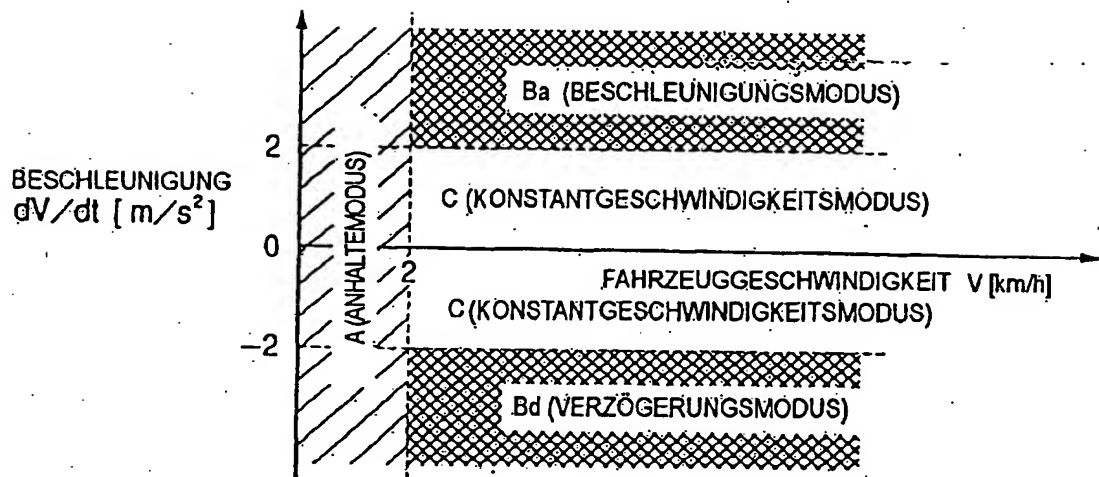 Ba (BESCHLEUNIGUNGSMODUS)
2
BESCHLEUNIGUNG
dV/dt [m/s²]
A (ANHALTEMODUS)
C (KONSTANTGESCHWINDIGKEITSMODUS)
0
2
FAHRZEUGGESCHWINDIGKEIT V [km/h]
C (KONSTANTGESCHWINDIGKEITSMODUS)
-2
Bd (VERZÖGERUNGSMODUS)